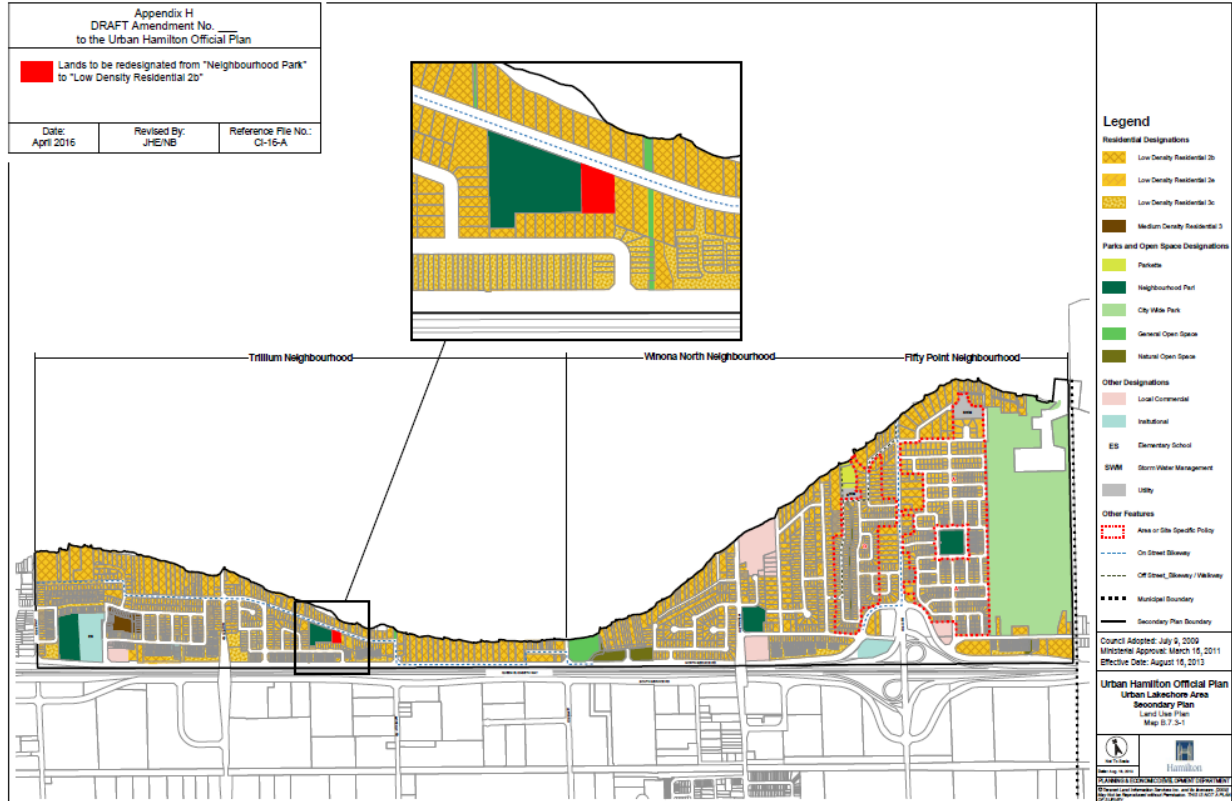 Appendix H
DRAFT Amendment No. ___
to the Urban Hamilton Official Plan
Lands to be redesignated from "Neighbourhood Park"
to "Low Density Residential 2b"
Date:
April 2016
Revised By:
JHE/NB
Reference File No.:
CI-16-A
Trillium Neighbourhood
Winona North Neighbourhood
Fifty Point Neighbourhood
ES
SWM
Legend
Residential Designations
Low Density Residential 2b
Low Density Residential 2e
Low Density Residential 3c
Medium Density Residential 3
Parks and Open Space Designations
Parkette
Neighbourhood Park
City Wide Park
General Open Space
Natural Open Space
Other Designations
Local Commercial
Institutional
ES Elementary School
SWM Storm Water Management
Utility
Other Features
Area or Site Specific Policy
On Street Bikeway
Off Street_Bikeway / Walkway
Municipal Boundary
Secondary Plan Boundary
Council Adopted: July 9, 2009
Ministerial Approval: March 16, 2011
Effective Date: August 16, 2013
Urban Hamilton Official Plan
Urban Lakeshore Area
Secondary Plan
Land Use Plan
Map B.7.3-1
Not To Scale
Hamilton
PLANNING & ECONOMIC DEVELOPMENT DEPARTMENT